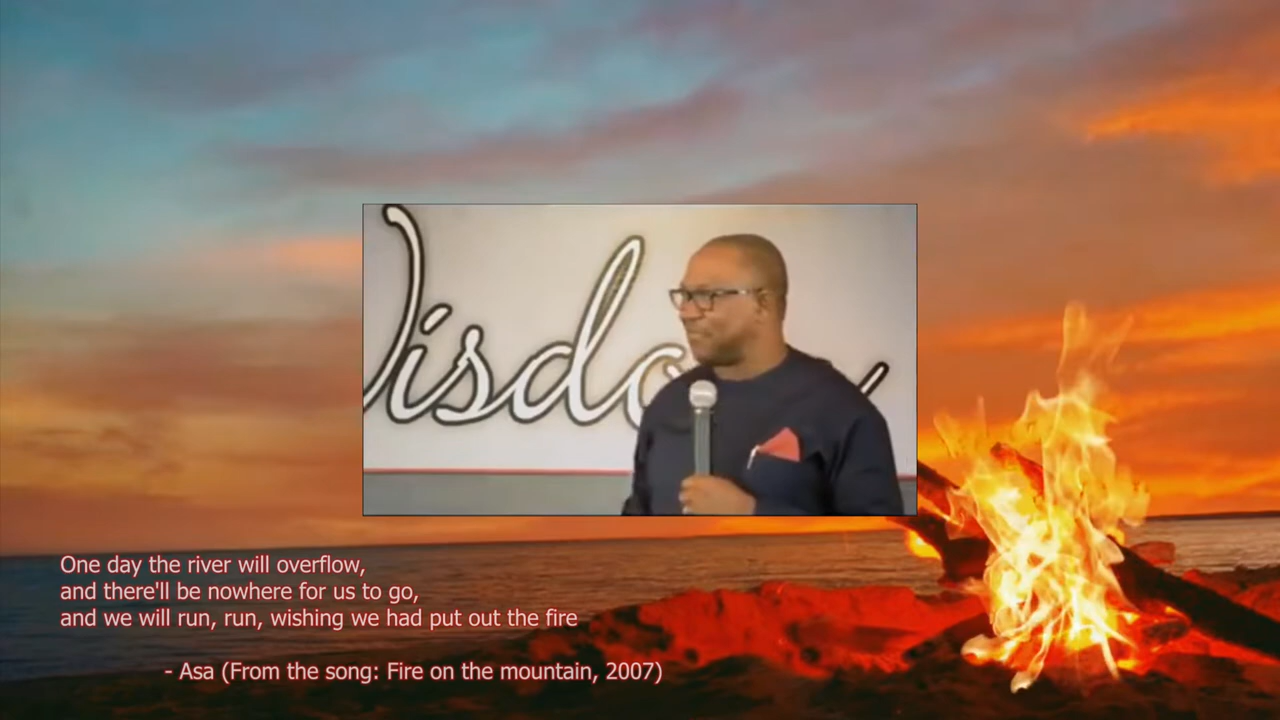 Wisdo
One day the river will overflow,
and there'll be nowhere for us to go,
and we will run, run, wishing we had put out the fire
- Asa (From the song: Fire on the mountain, 2007)